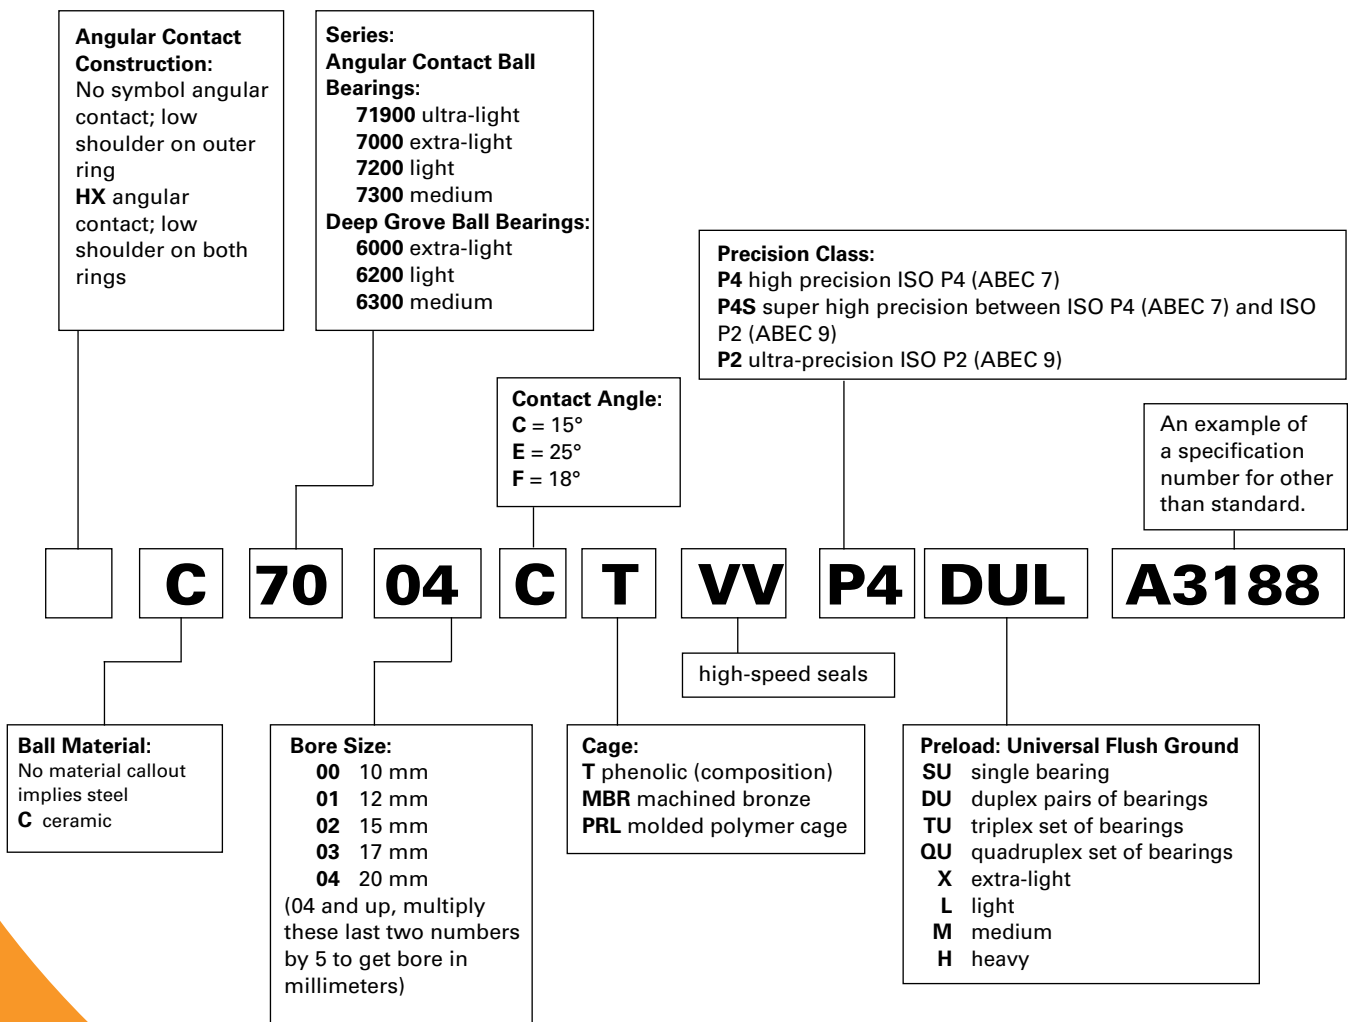 Angular Contact
Construction:
No symbol angular
contact; low
shoulder on outer
ring
HX angular
contact; low
shoulder on both
rings
Series:
Angular Contact Ball
Bearings:
71900 ultra-light
7000 extra-light
7200 light
7300 medium
Deep Grove Ball Bearings:
6000 extra-light
6200 light
6300 medium
Precision Class:
P4 high precision ISO P4 (ABEC 7)
P4S super high precision between ISO P4 (ABEC 7) and ISO
P2 (ABEC 9)
P2 ultra-precision ISO P2 (ABEC 9)
Contact Angle:
C = 15°
E = 25°
F = 18°
An example of
a specification
number for other
than standard.
C 70 04 C T VV P4 DUL A3188
high-speed seals
Ball Material:
No material callout
implies steel
C ceramic
Bore Size:
00 10 mm
01 12 mm
02 15 mm
03 17 mm
04 20 mm
(04 and up, multiply
these last two numbers
by 5 to get bore in
millimeters)
Cage:
T phenolic (composition)
MBR machined bronze
PRL molded polymer cage
Preload: Universal Flush Ground
SU single bearing
DU duplex pairs of bearings
TU triplex set of bearings
QU quadruplex set of bearings
X extra-light
L light
M medium
H heavy